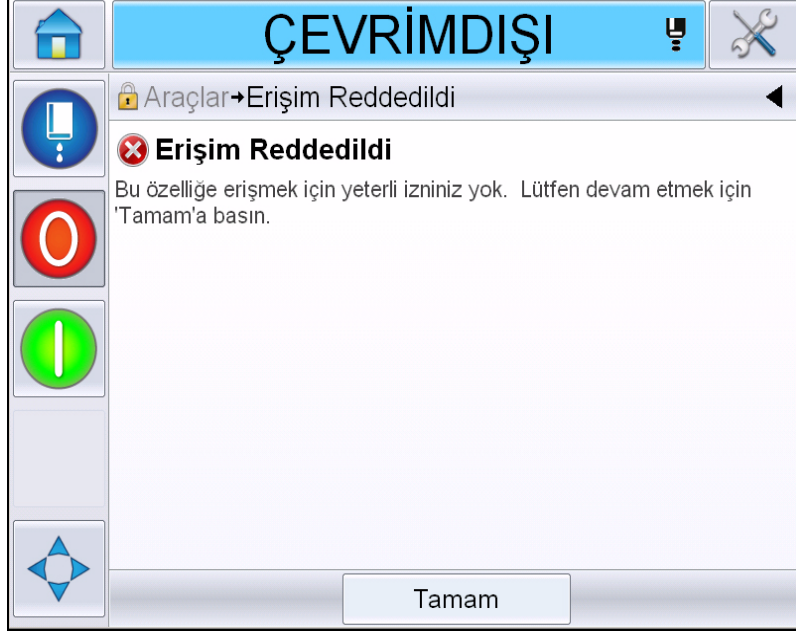 ÇEVRİMDIŞI
Araçlar→Erişim Reddedildi
Erişim Reddedildi
Bu özelliğe erişmek için yeterli izniniz yok.  Lütfen devam etmek için
'Tamam'a basın.
Tamam